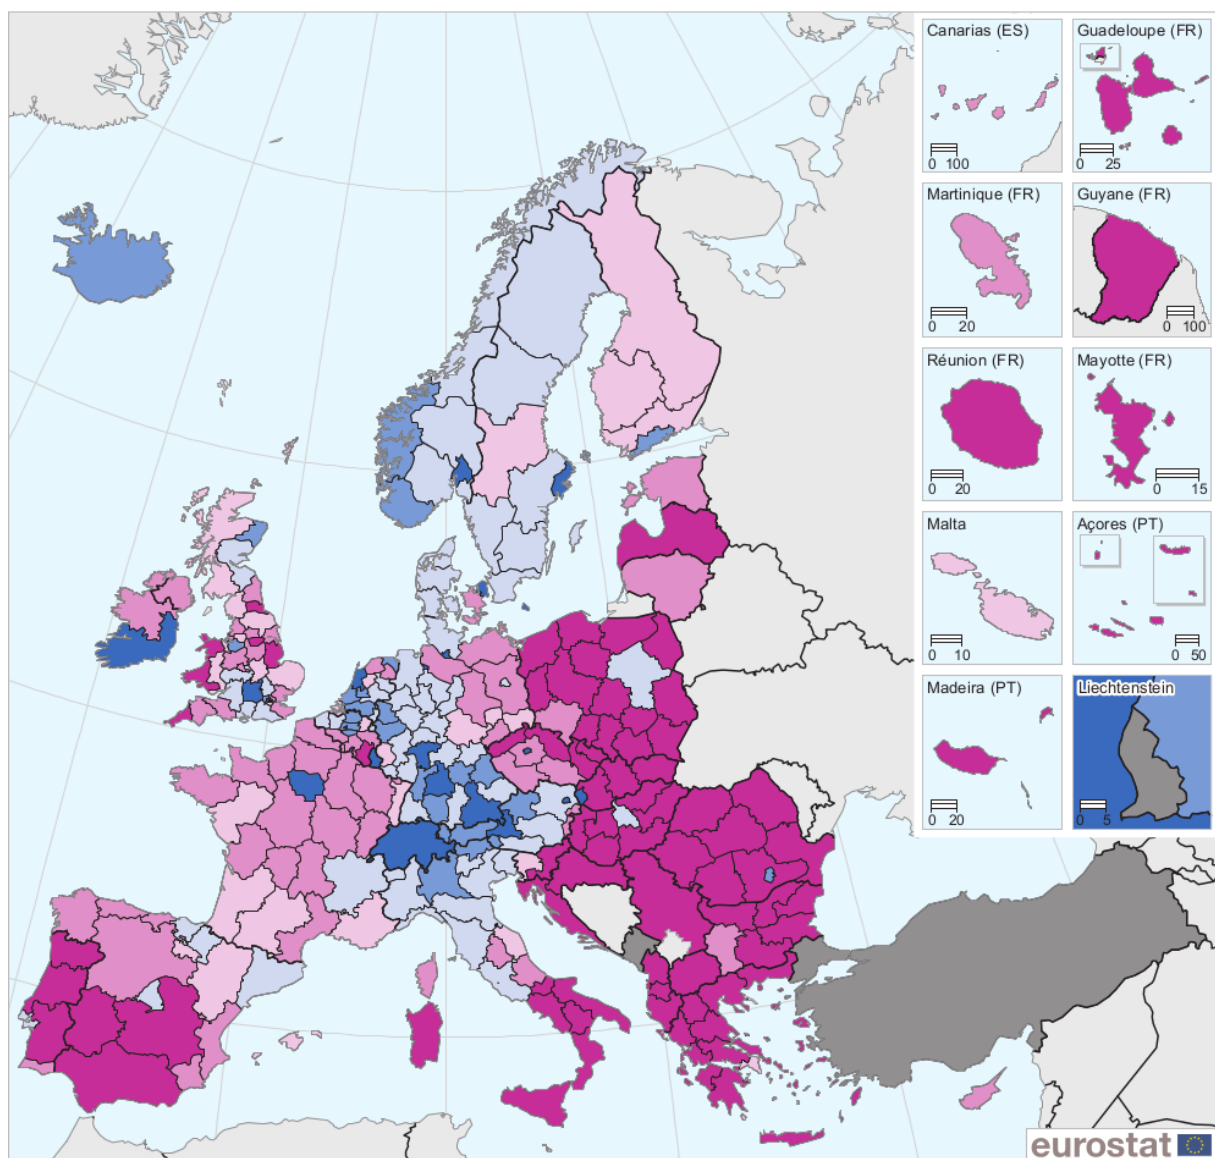 Canarias (ES)
0 100
Guadeloupe (FR)
0 25
Martinique (FR)
0 20
Guyane (FR)
0 100
Réunion (FR)
0 20
Mayotte (FR)
0 15
Malta
0 10
Açores (PT)
0 50
Madeira (PT)
0 20
Liechtenstein
0 5
eurostat